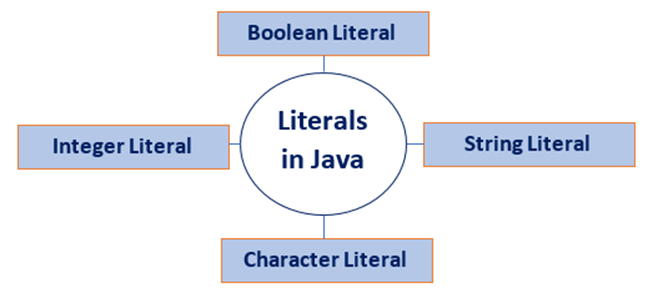 Boolean Literal
Literals
in Java
Integer Literal
String Literal
Character Literal